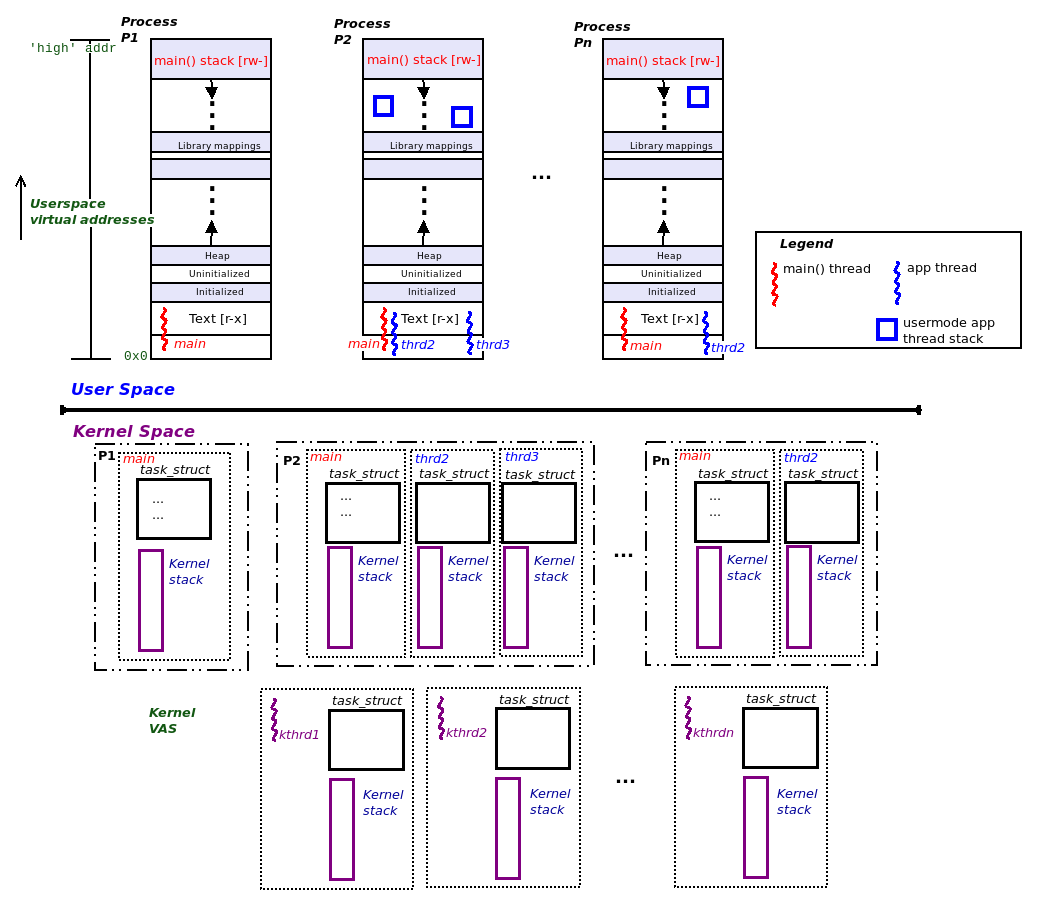 Process
P1
Process
P2
Process
Pn
'high' addr
main() stack [rw-]
main() stack [rw-]
main() stack [rw-]
Library mappings
Library mappings
Library mappings
...
Userspace
virtual addresses
Heap
Heap
Heap
Uninitialized
Uninitialized
Uninitialized
Initialized
Initialized
Initialized
Text [r-x]
Text [r-x]
Text [r-x]
main
main
thrd2
thrd3
main
thrd2
0x0
Legend
main() thread
app thread
usermode app
thread stack
User Space
Kernel Space
P1
main
task_struct
...
...
Kernel
stack
P2
main
task_struct
...
...
Kernel
stack
thrd2
task_struct
Kernel
stack
thrd3
task_struct
Kernel
stack
...
Pn
main
task_struct
...
...
Kernel
stack
thrd2
task_struct
Kernel
stack
Kernel
VAS
task_struct
kthrd1
Kernel
stack
task_struct
kthrd2
Kernel
stack
...
task_struct
kthrdn
Kernel
stack